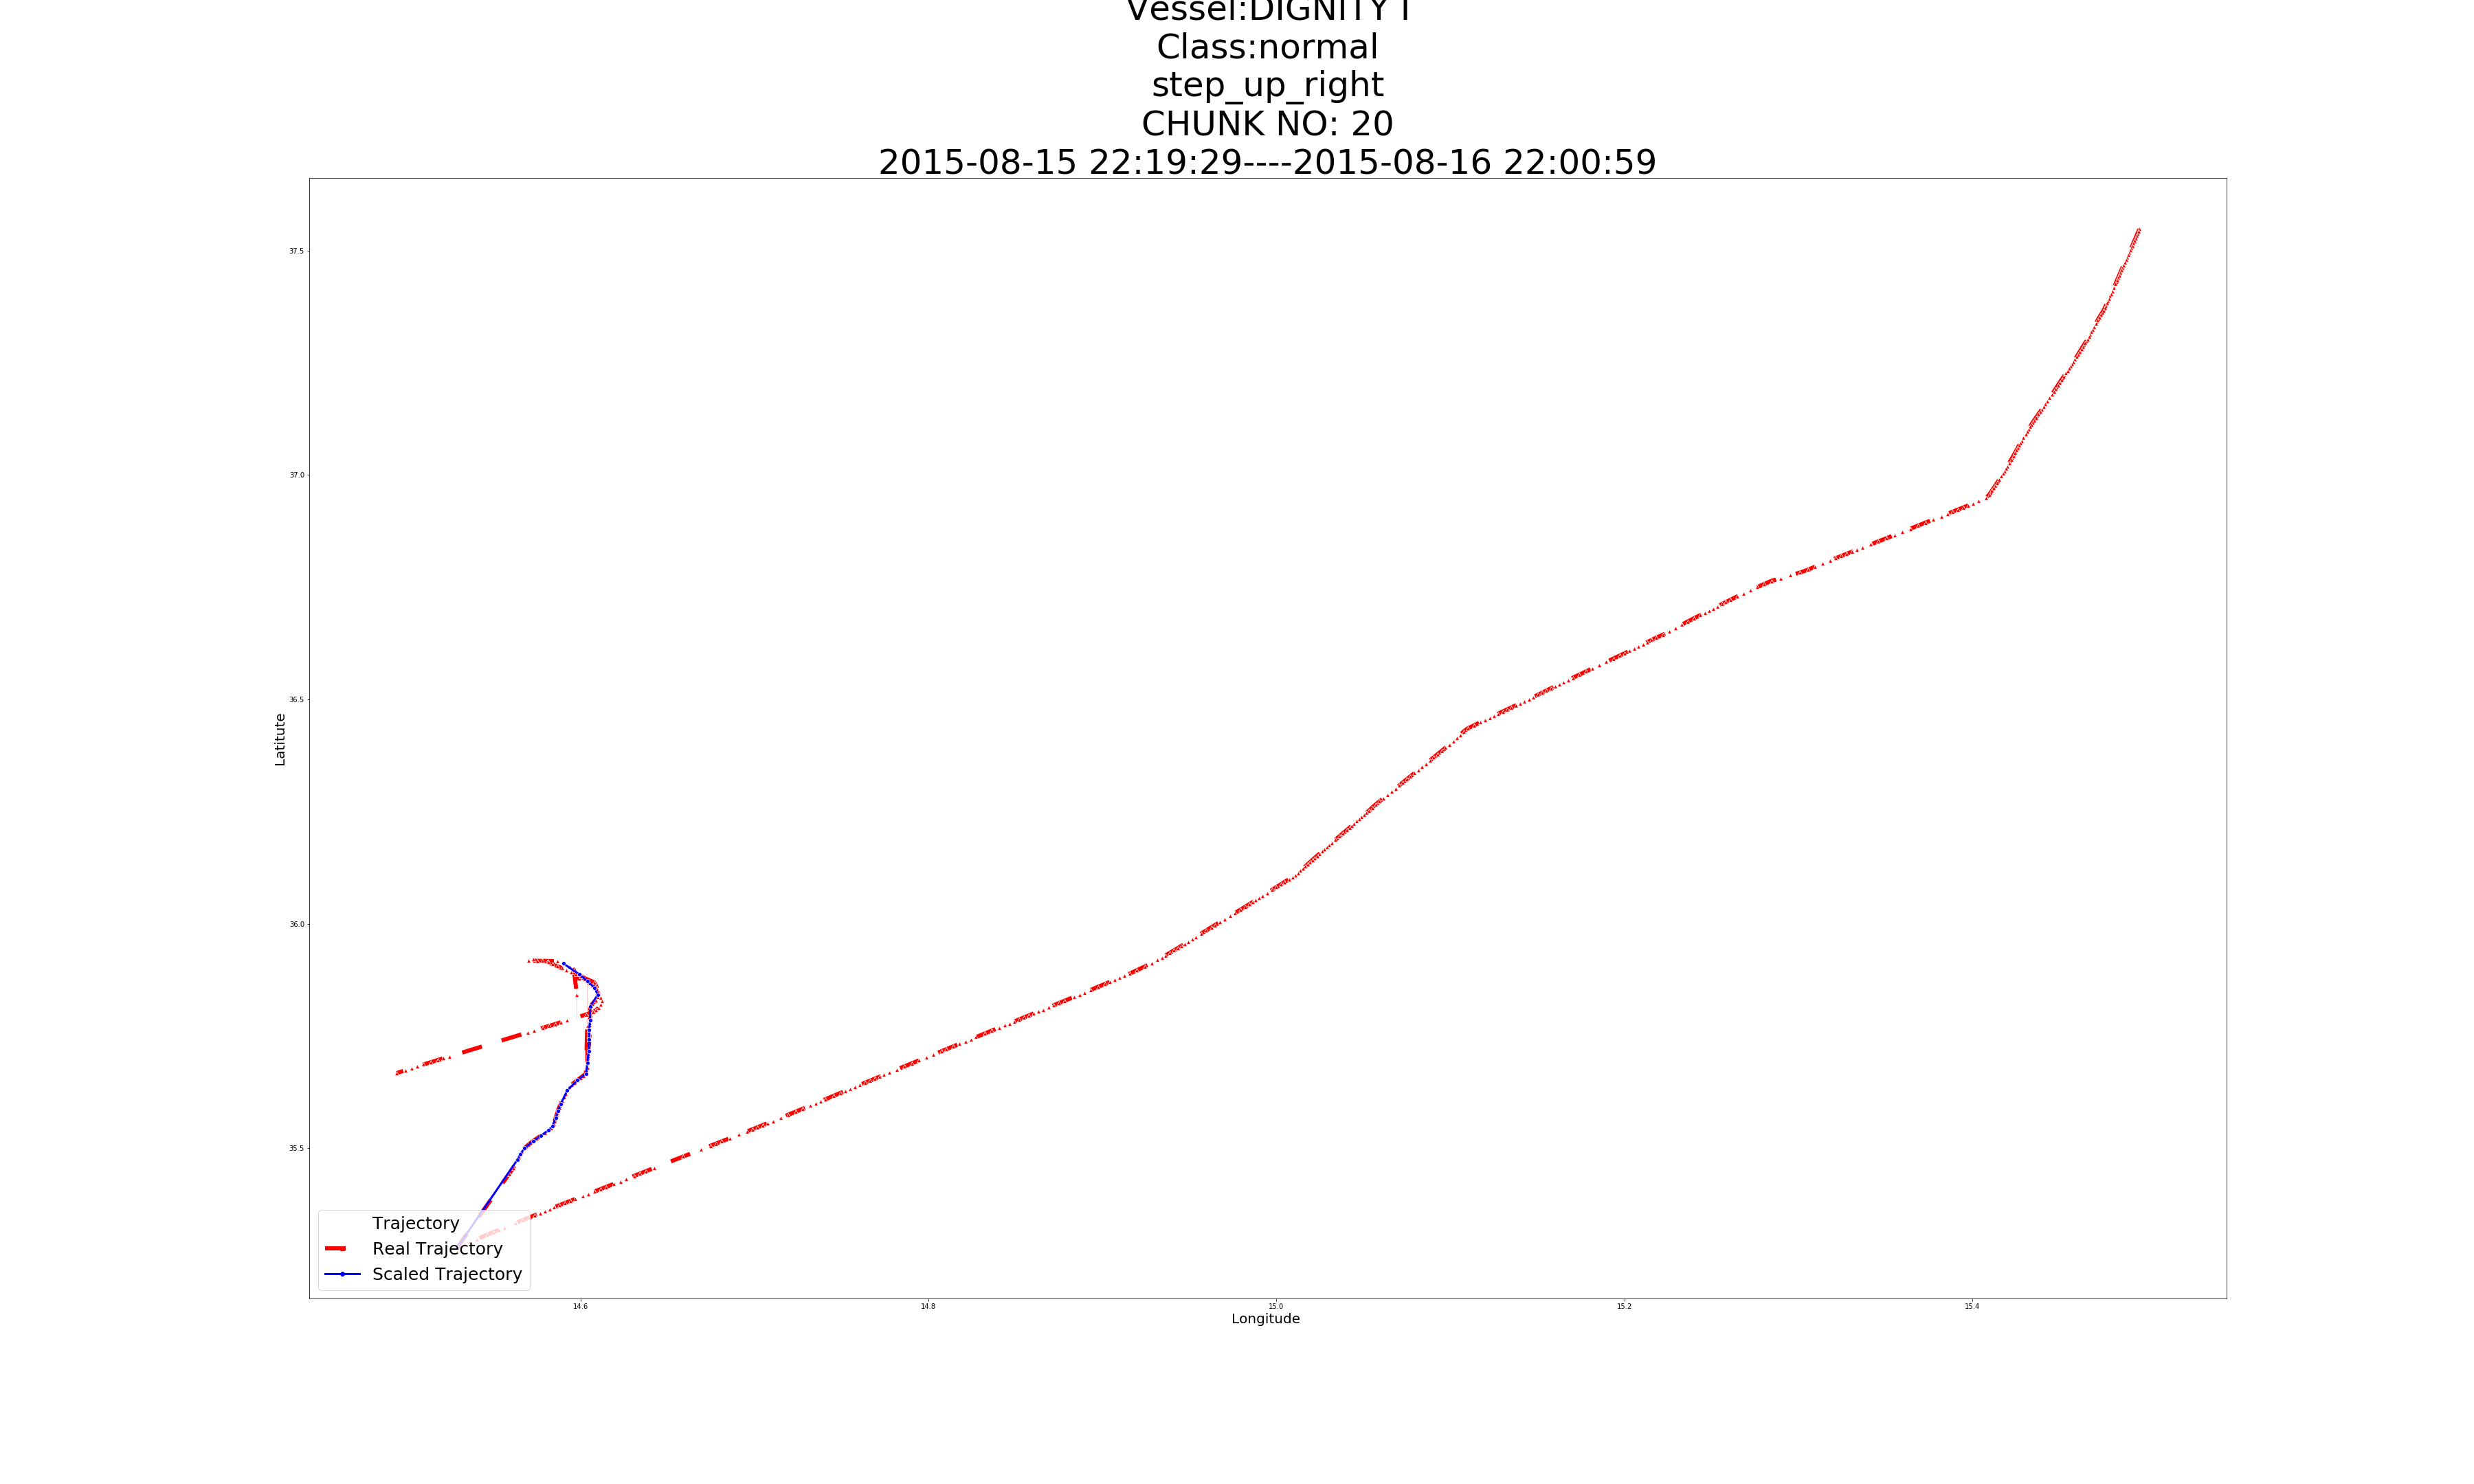 Vessel:DIGNITY I
Class:normal
step_up_right
CHUNK NO: 20
2015-08-15 22:19:29----2015-08-16 22:00:59
37.5
37.0
36.5
36.0
35.5
Latitute
Trajectory
Real Trajectory
Scaled Trajectory
14.6
14.8
15.0
15.2
15.4
Longitude